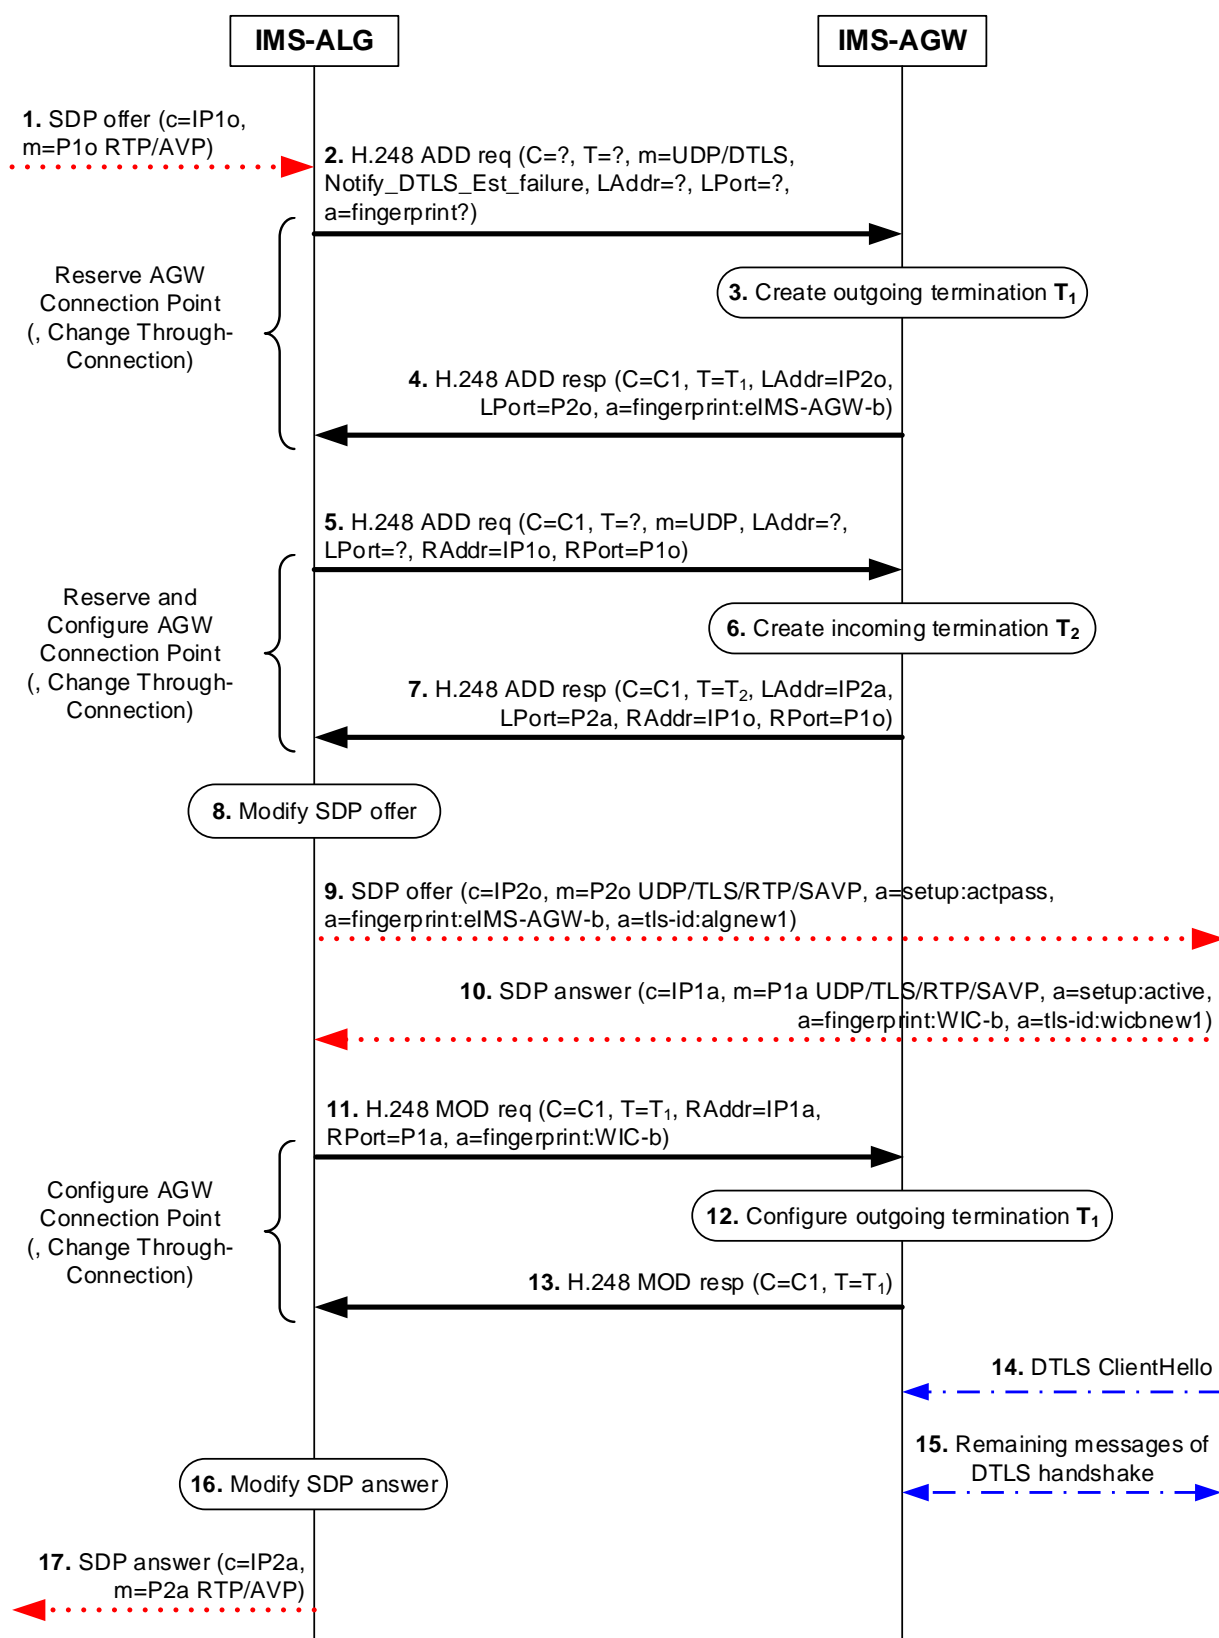 IMS-ALG
IMS-AGW
1. SDP offer (c=IP1o,
m=P1o RTP/AVP)
2. H.248 ADD req (C=?, T=?, m=UDP/DTLS,
Notify_DTLS_Est_failure, LAddr=?, LPort=?,
a=fingerprint?)
Reserve AGW
Connection Point
(, Change Through-
Connection)
3. Create outgoing termination T1
4. H.248 ADD resp (C=C1, T=T1, LAddr=IP2o,
LPort=P2o, a=fingerprint:eIMS-AGW-b)
5. H.248 ADD req (C=C1, T=?, m=UDP, LAddr=?,
LPort=?, RAddr=IP1o, RPort=P1o)
Reserve and
Configure AGW
Connection Point
(, Change Through-
Connection)
6. Create incoming termination T2
7. H.248 ADD resp (C=C1, T=T2, LAddr=IP2a,
LPort=P2a, RAddr=IP1o, RPort=P1o)
8. Modify SDP offer
9. SDP offer (c=IP2o, m=P2o UDP/TLS/RTP/SAVP, a=setup:actpass,
a=fingerprint:eIMS-AGW-b, a=tls-id:algnew1)
10. SDP answer (c=IP1a, m=P1a UDP/TLS/RTP/SAVP, a=setup:active,
a=fingerprint:WIC-b, a=tls-id:wicbnew1)
11. H.248 MOD req (C=C1, T=T1, RAddr=IP1a,
RPort=P1a, a=fingerprint:WIC-b)
Configure AGW
Connection Point
(, Change Through-
Connection)
12. Configure outgoing termination T1
13. H.248 MOD resp (C=C1, T=T1)
14. DTLS ClientHello
15. Remaining messages of
DTLS handshake
16. Modify SDP answer
17. SDP answer (c=IP2a,
m=P2a RTP/AVP)